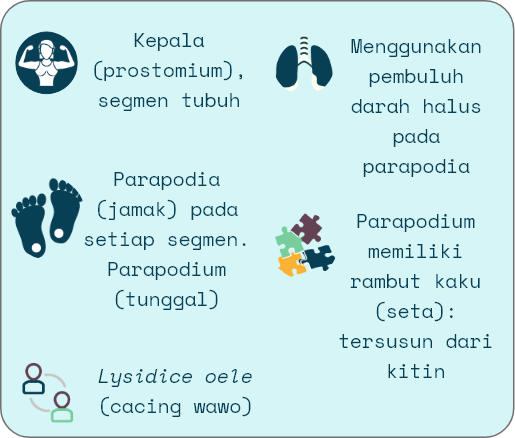 Kepala
(prostomium),
segmen tubuh
Menggunakan
pembuluh
darah halus
pada
parapodia
Parapodia
(jamak) pada
setiap segmen.
Parapodium
(tunggal)
Parapodium
memiliki
rambut kaku
(seta):
tersusun dari
kitin
Lysidice oele
(cacing wawo)